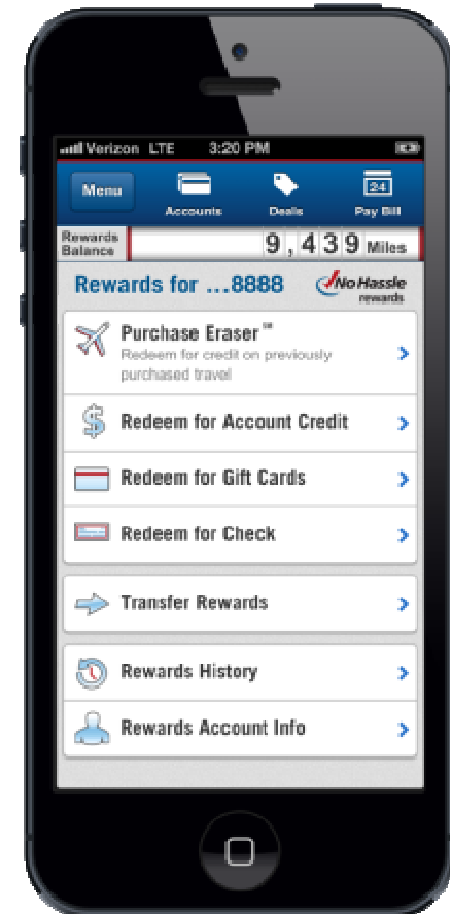 Verizon LTE 3:20 PM
Menu
Accounts
Deals
24
Pay Bill
Rewards
Balance
9,439 Miles
Rewards for ...8888
No Hassle
rewards
Purchase Eraser℠
Redeem for credit on previously
purchased travel
$
Redeem for Account Credit
Redeem for Gift Cards
Redeem for Check
Transfer Rewards
Rewards History
Rewards Account Info